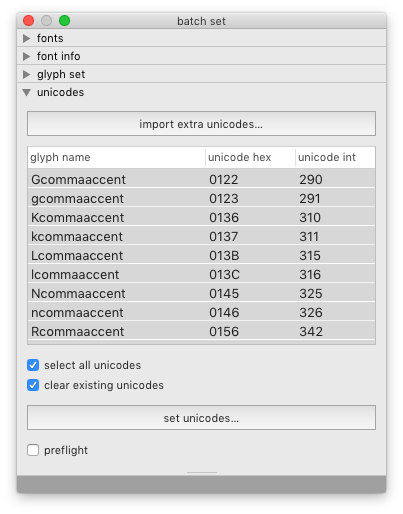 batch set
fonts
font info
glyph set
unicodes
import extra unicodes...
glyph name unicode hex unicode int
Gcommaaccent 0122 290
gcommaaccent 0123 291
Kcommaaccent 0136 310
kcommaaccent 0137 311
Lcommaaccent 013B 315
lcommaaccent 013C 316
Ncommaaccent 0145 325
ncommaaccent 0146 326
Rcommaaccent 0156 342
select all unicodes
clear existing unicodes
set unicodes...
preflight